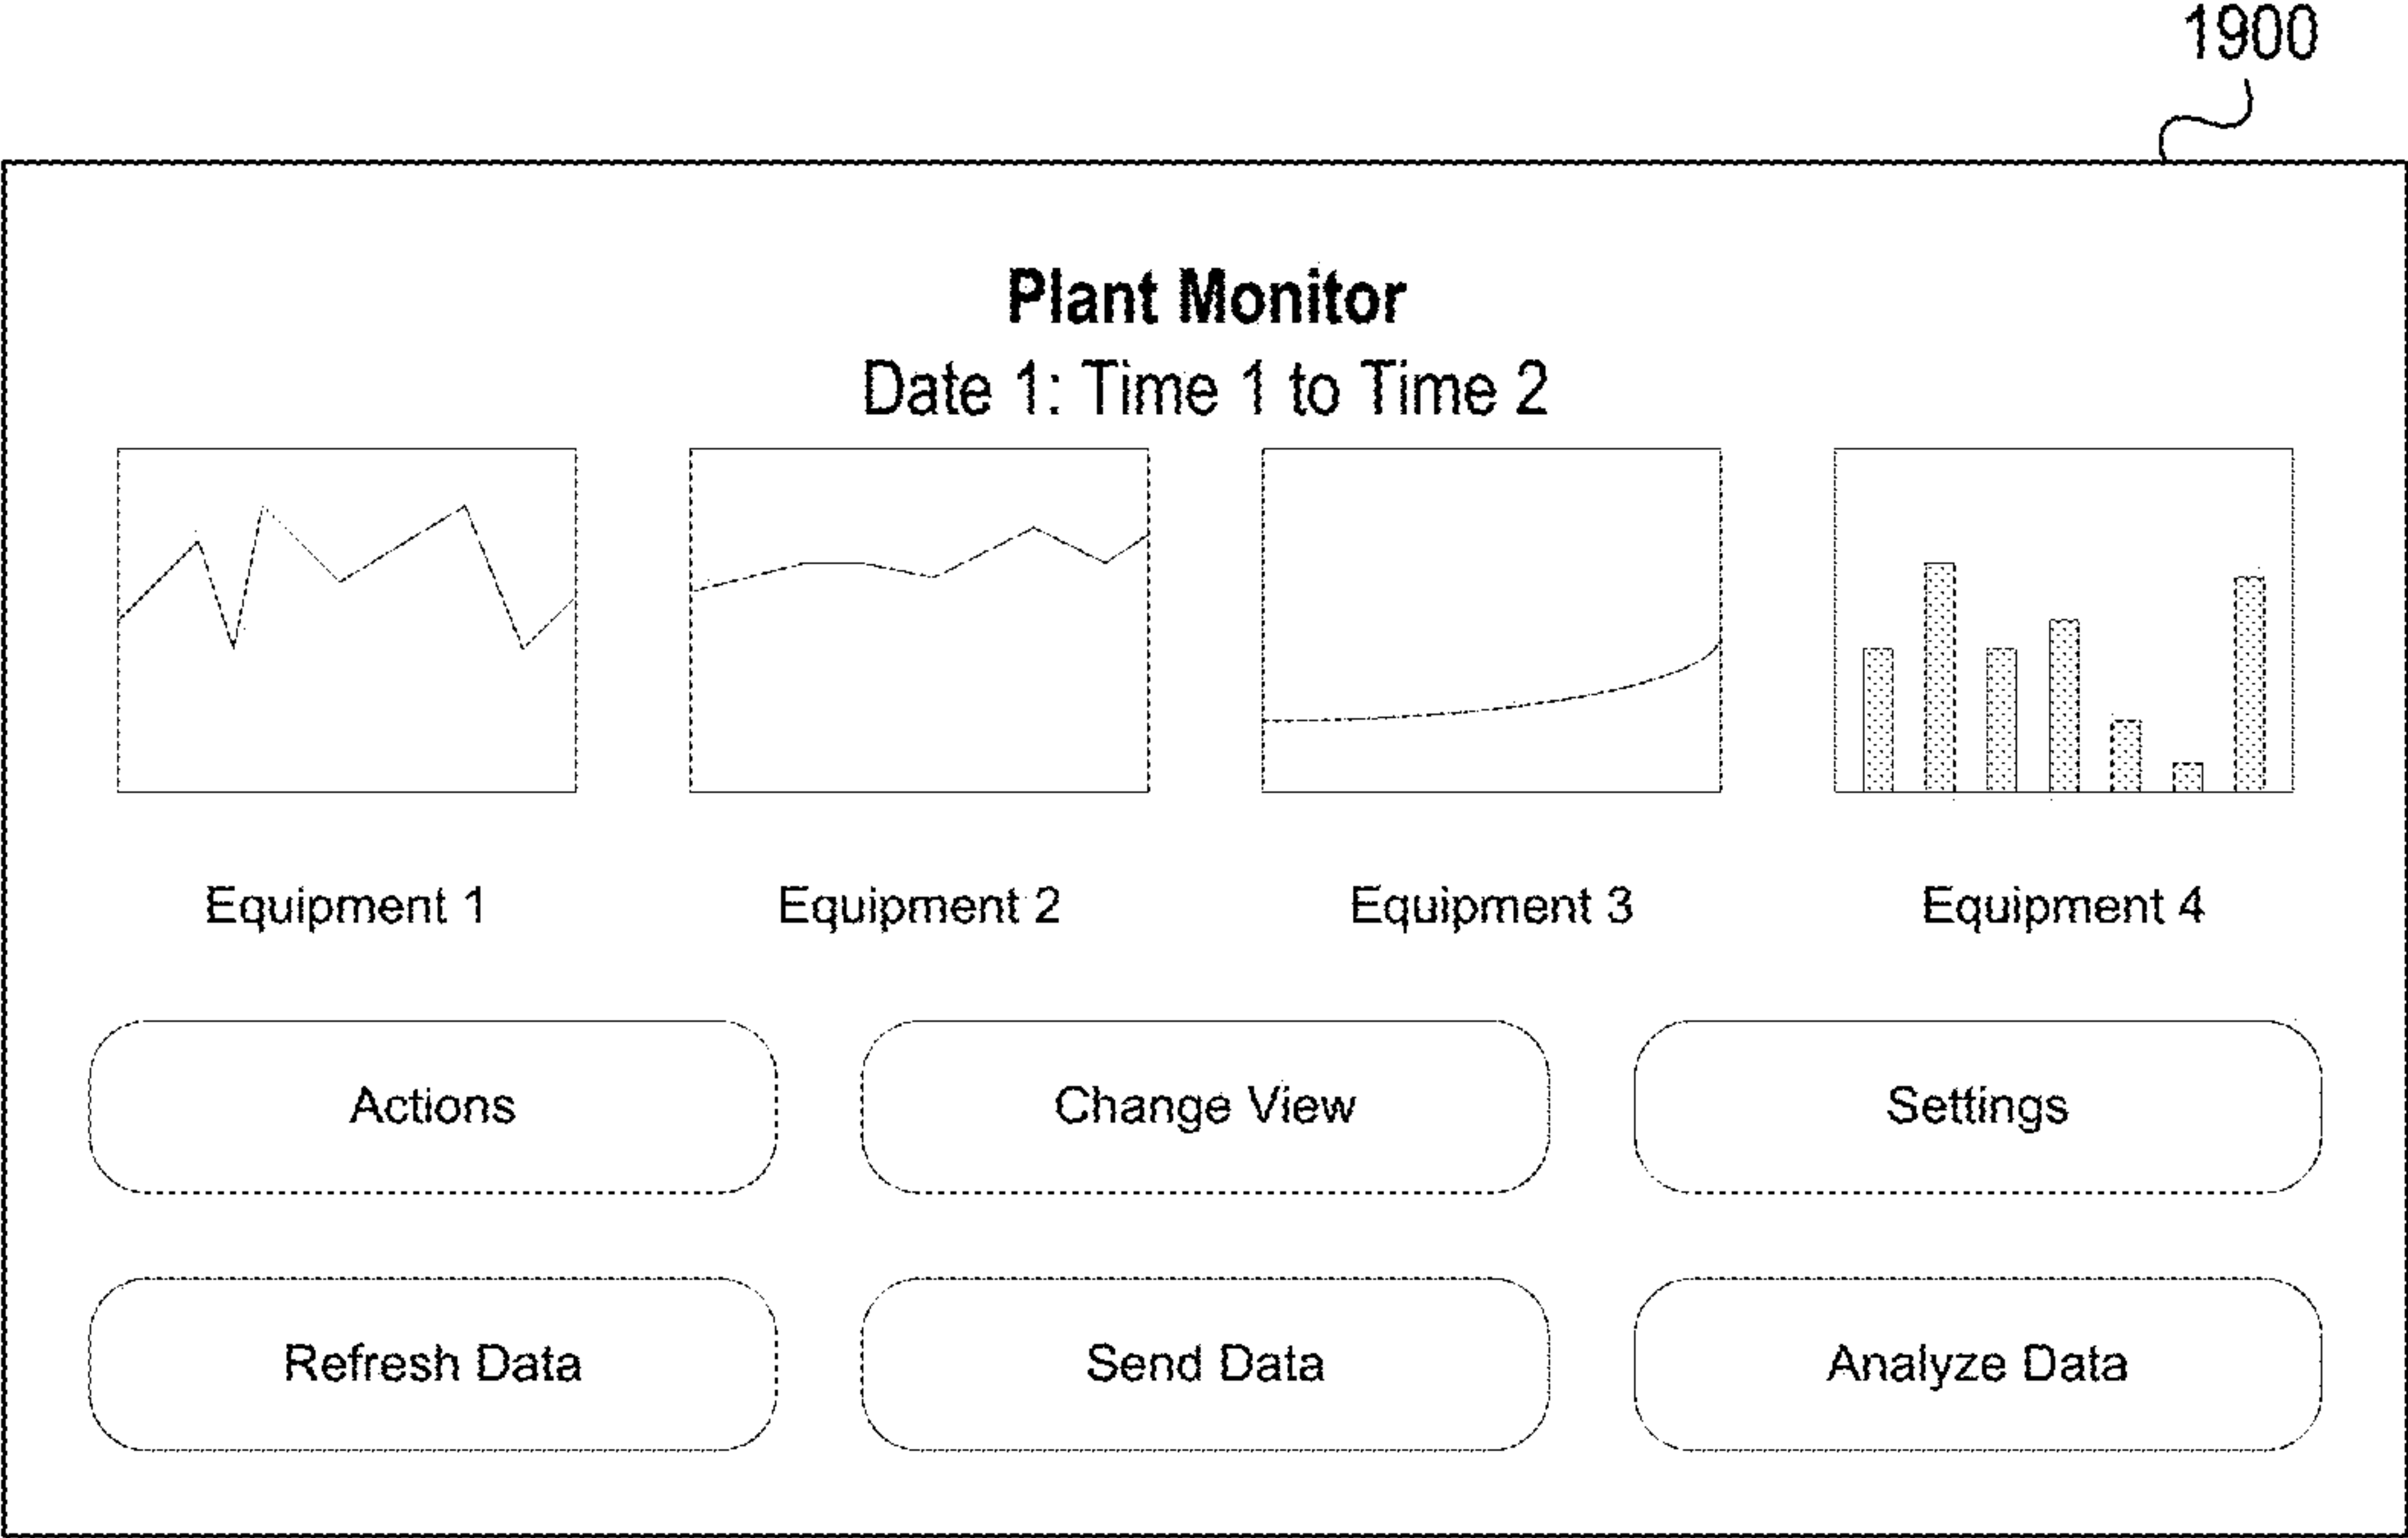 1900
Plant Monitor
Date 1: Time 1 to Time 2
Equipment 1
Equipment 2
Equipment 3
Equipment 4
Actions
Change View
Settings
Refresh Data
Send Data
Analyze Data